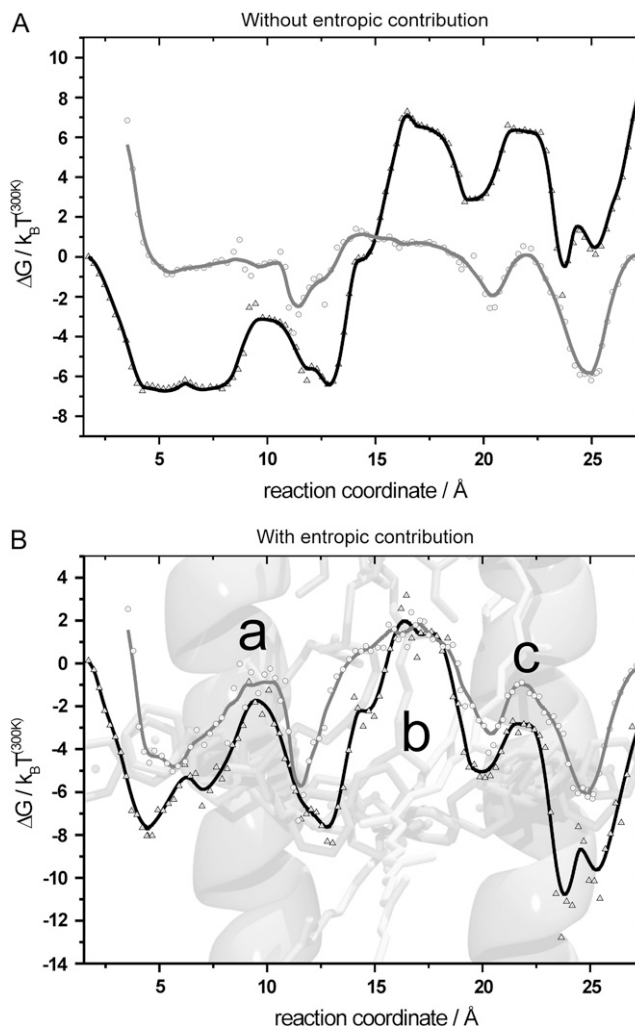 A
Without entropic contribution
10
8
6
4
2
0
-2
-4
-6
-8
ΔG / k_BT^(300K)
5 10 15 20 25
reaction coordinate / Å
B
With entropic contribution
4
2
0
-2
-4
-6
-8
-10
-12
-14
ΔG / k_BT^(300K)
a
b
c
5 10 15 20 25
reaction coordinate / Å